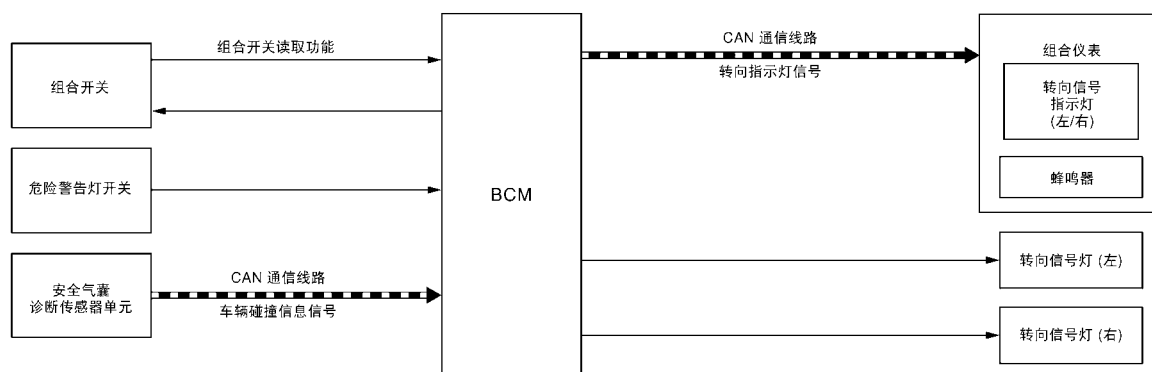 组合开关
组合开关读取功能
危险警告灯开关
安全气囊
诊断传感器单元
CAN 通信线路
车辆碰撞信息信号
BCM
CAN 通信线路
转向指示灯信号
组合仪表
转向信号
指示灯
(左/右)
蜂鸣器
转向信号灯 (左)
转向信号灯 (右)